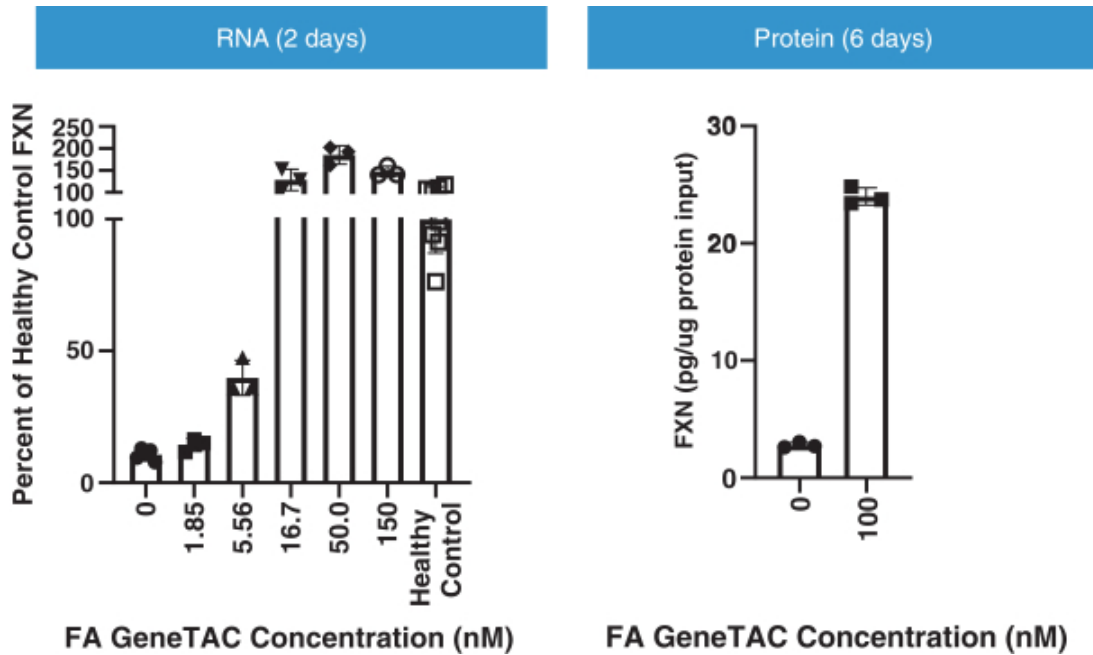 RNA (2 days)
Percent of Healthy Control FXN
250
200
150
100
100
50
0
0
1.85
5.56
16.7
50.0
150
Healthy
Control
FA GeneTAC Concentration (nM)
Protein (6 days)
FXN (pg/ug protein input)
30
20
10
0
0
100
FA GeneTAC Concentration (nM)